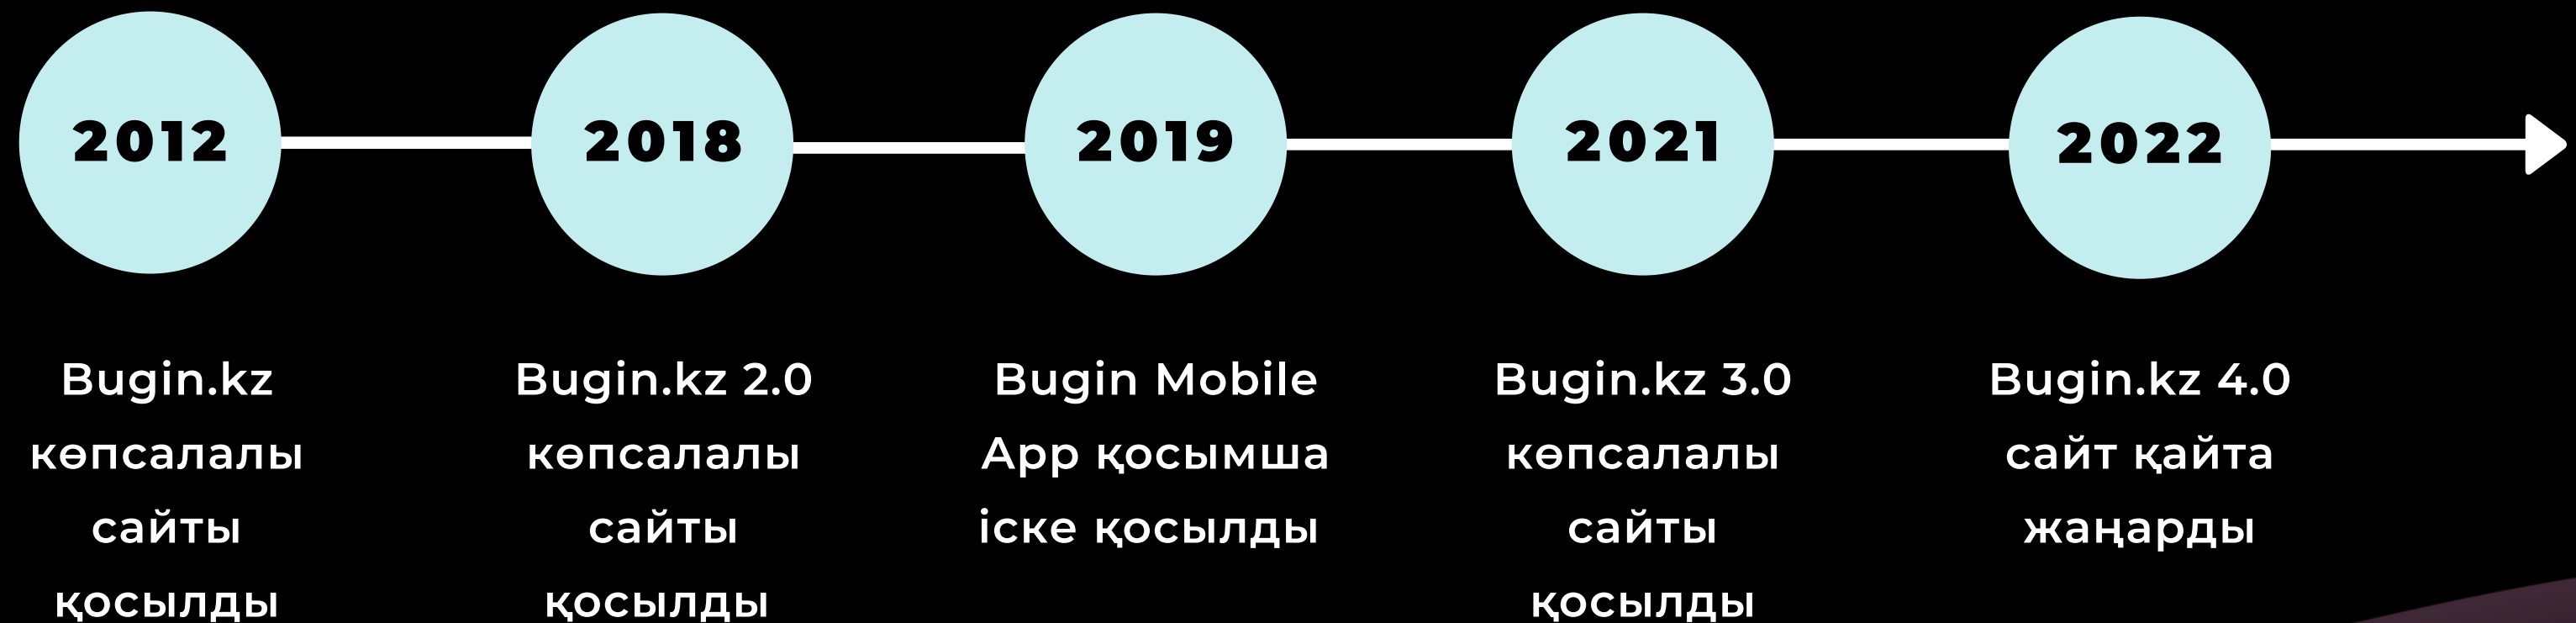 2012
2018
2019
2021
2022
Bugin.kz
көпсалалы
сайты
қосылды
Bugin.kz 2.0
көпсалалы
сайты
қосылды
Bugin Mobile
App қосымша
іске қосылды
Bugin.kz 3.0
көпсалалы
сайты
қосылды
Bugin.kz 4.0
сайт қайта
жаңарды